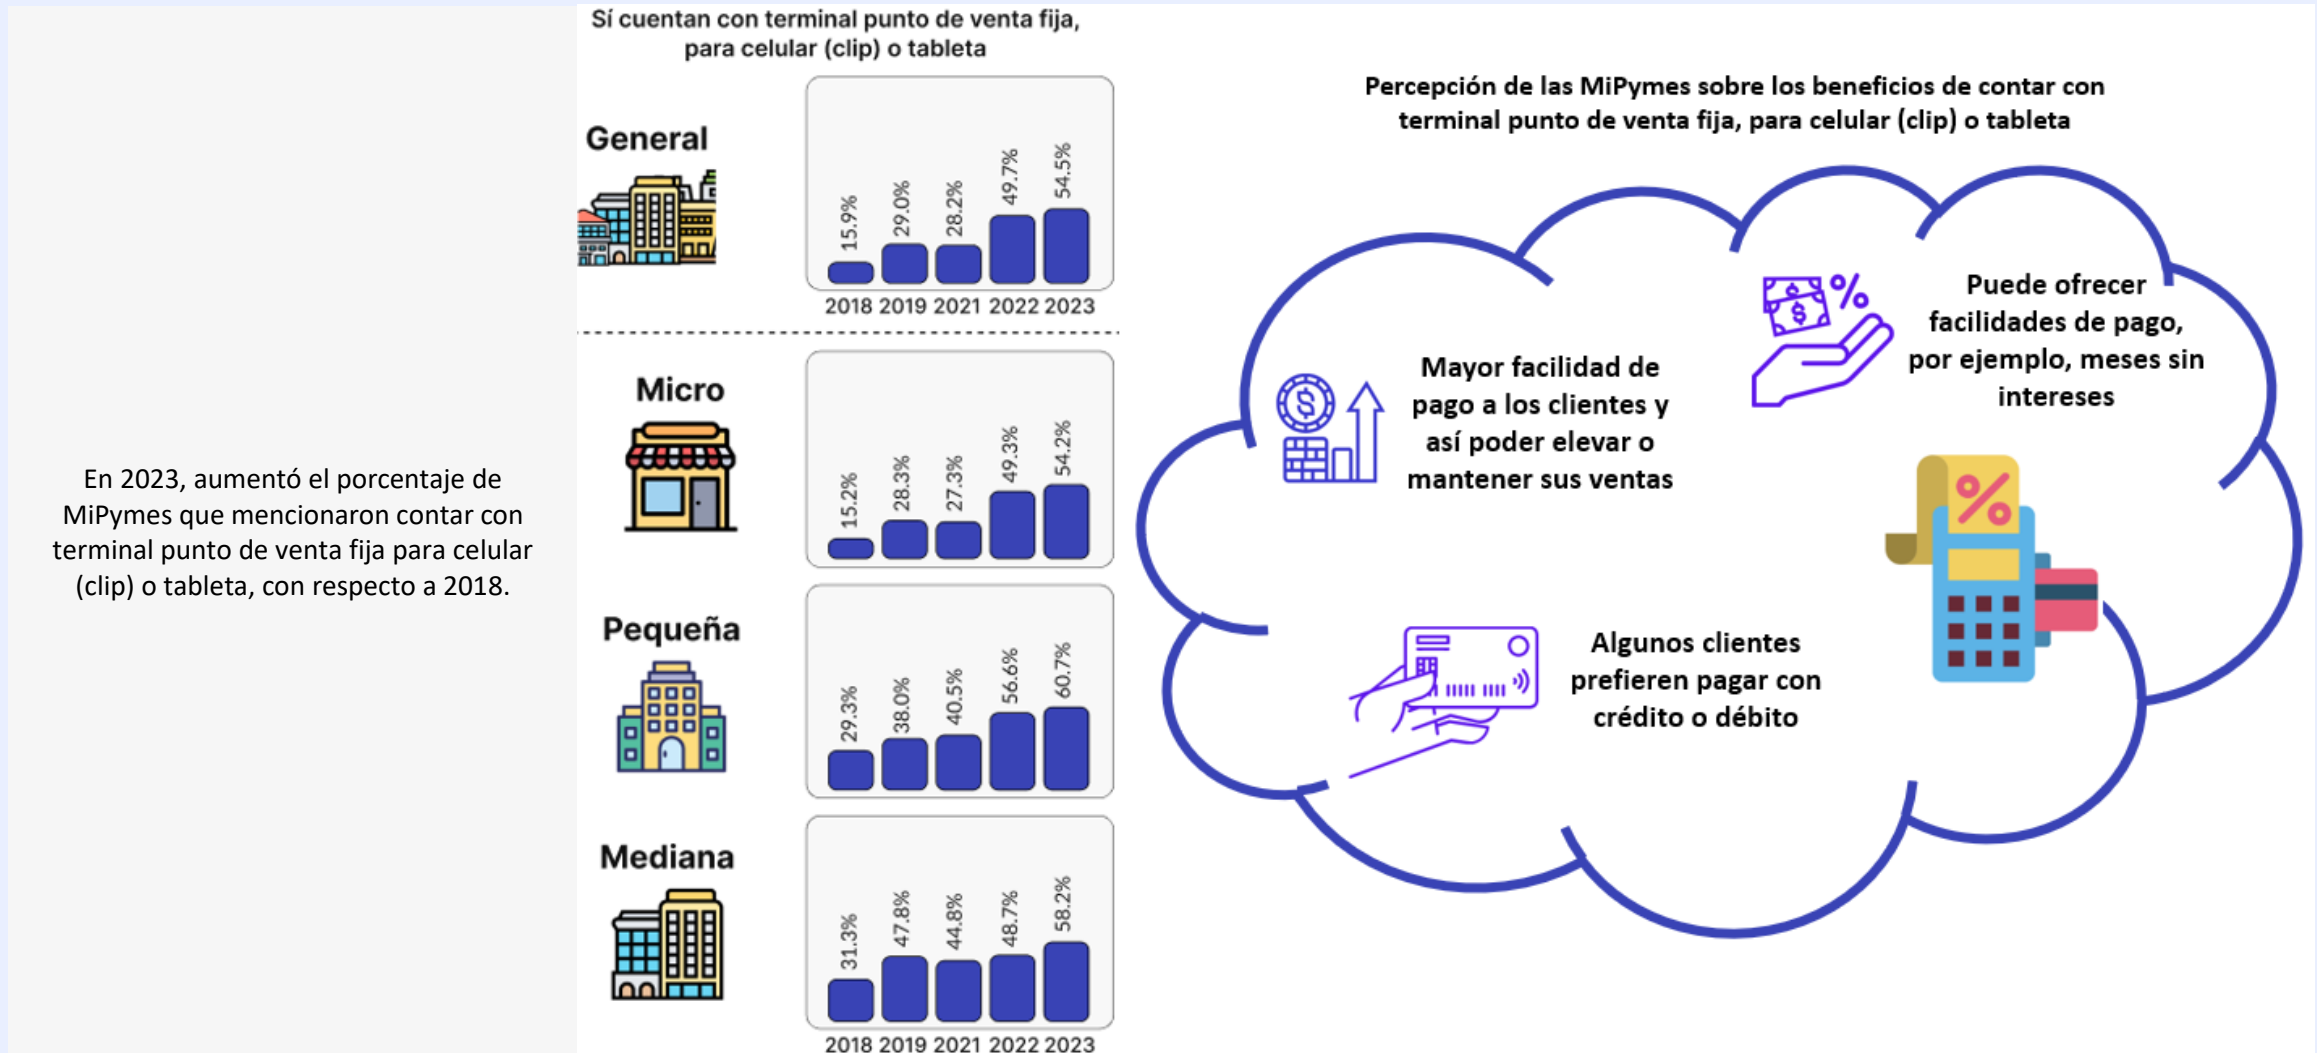 En 2023, aumentó el porcentaje de
MiPymes que mencionaron contar con
terminal punto de venta fija para celular
(clip) o tableta, con respecto a 2018.
Sí cuentan con terminal punto de venta fija,
para celular (clip) o tableta
General
15.9%
29.0%
28.2%
49.7%
54.5%
2018 2019 2021 2022 2023
Micro
15.2%
28.3%
27.3%
49.3%
54.2%
Pequeña
29.3%
38.0%
40.5%
56.6%
60.7%
Mediana
31.3%
47.8%
44.8%
48.7%
58.2%
2018 2019 2021 2022 2023
Percepción de las MiPymes sobre los beneficios de contar con
terminal punto de venta fija, para celular (clip) o tableta
Mayor facilidad de
pago a los clientes y
así poder elevar o
mantener sus ventas
Puede ofrecer
facilidades de pago,
por ejemplo, meses sin
intereses
Algunos clientes
prefieren pagar con
crédito o débito